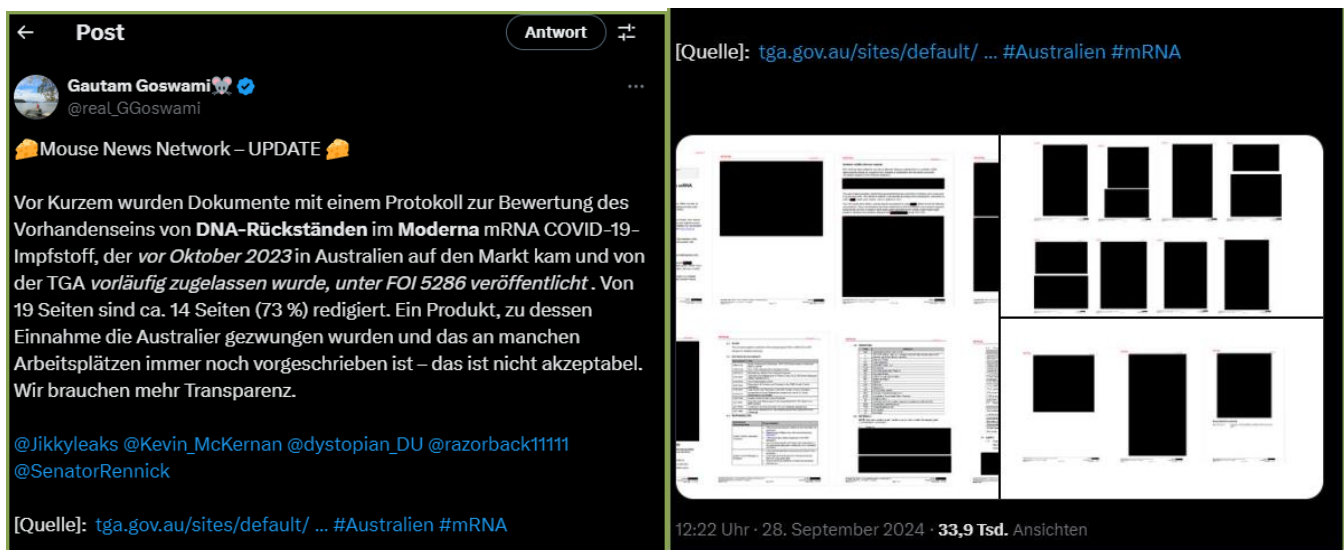 Post
Antwort
Gautam Goswami🐭
@real_GGoswami
🧀Mouse News Network – UPDATE 🧀
Vor Kurzem wurden Dokumente mit einem Protokoll zur Bewertung des
Vorhandenseins von DNA-Rückständen im Moderna mRNA COVID-19-
Impfstoff, der vor Oktober 2023 in Australien auf den Markt kam und von
der TGA vorläufig zugelassen wurde, unter FOI 5286 veröffentlicht . Von
19 Seiten sind ca. 14 Seiten (73 %) redigiert. Ein Produkt, zu dessen
Einnahme die Australier gezwungen wurden und das an manchen
Arbeitsplätzen immer noch vorgeschrieben ist – das ist nicht akzeptabel.
Wir brauchen mehr Transparenz.
@Jikkyleaks @Kevin_McKernan @dystopian_DU @razorback11111
@SenatorRennick
[Quelle]: tga.gov.au/sites/default/ ... #Australien #mRNA
[Quelle]: tga.gov.au/sites/default/ ... #Australien #mRNA
12:22 Uhr · 28. September 2024 · 33,9 Tsd. Ansichten